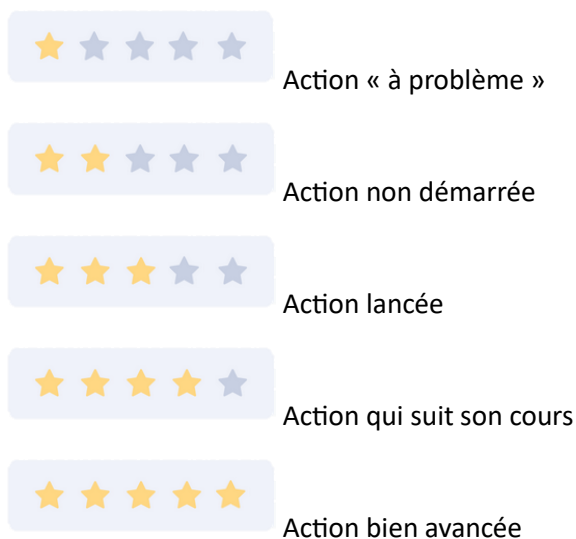 Action « à problème »
Action non démarrée
Action lancée
Action qui suit son cours
Action bien avancée